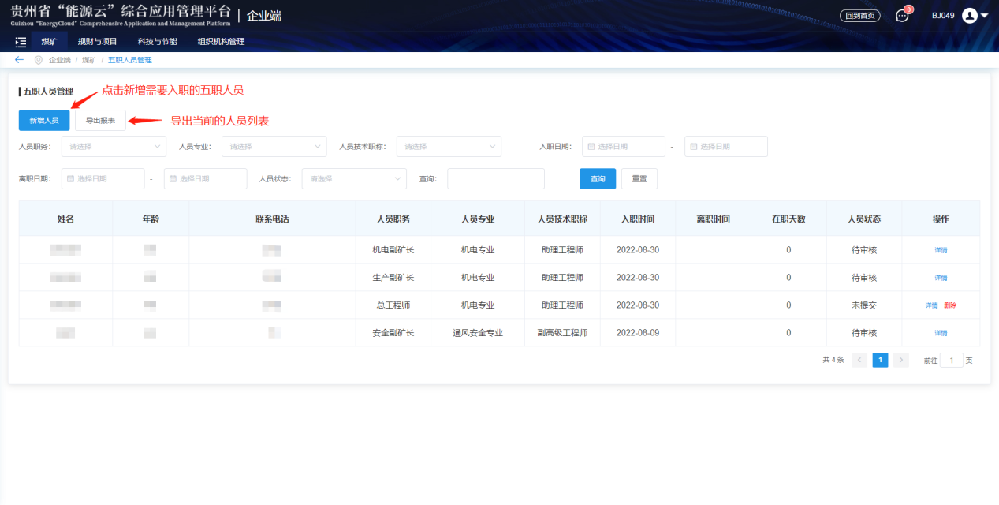 贵州省“能源云”综合应用管理平台 | 企业端
Guizhou "EnergyCloud" Comprehensive Application and Management Platform
回到首页 0 BJ049
煤矿 规财与项目 科技与节能 组织机构管理
企业端 / 煤矿 / 五职人员管理
五职人员管理 点击新增需要入职的五职人员
新增人员 导出报表 导出当前的人员列表
人员职务: 请选择 人员专业: 请选择 人员技术职称: 请选择 入职日期: 选择日期 - 选择日期
离职日期: 选择日期 - 选择日期 人员状态: 请选择 查询: 查询 重置
姓名 年龄 联系电话 人员职务 人员专业 人员技术职称 入职时间 离职时间 在职天数 人员状态 操作
机电副矿长 机电专业 助理工程师 2022-08-30 0 待审核 详情
生产副矿长 机电专业 助理工程师 2022-08-30 0 待审核 详情
总工程师 机电专业 助理工程师 2022-08-30 0 未提交 详情 删除
安全副矿长 通风安全专业 副高级工程师 2022-08-09 0 待审核 详情
共 4 条 < 1 > 前往 1 页